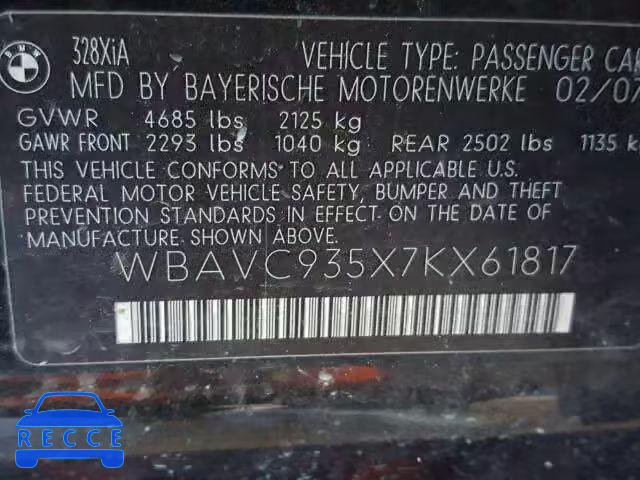 BMW
328XiA VEHICLE TYPE: PASSENGER CAR
MFD BY BAYERISCHE MOTORENWERKE 02/07
GVWR 4685 lbs 2125 kg
GAWR FRONT 2293 lbs 1040 kg REAR 2502 lbs 1135 k
THIS VEHICLE CONFORMS TO ALL APPLICABLE U.S.
FEDERAL MOTOR VEHICLE SAFETY, BUMPER AND THEFT
PREVENTION STANDARDS IN EFFECT ON THE DATE OF
MANUFACTURE SHOWN ABOVE.
WBAVC935X7KX61817
RECCE